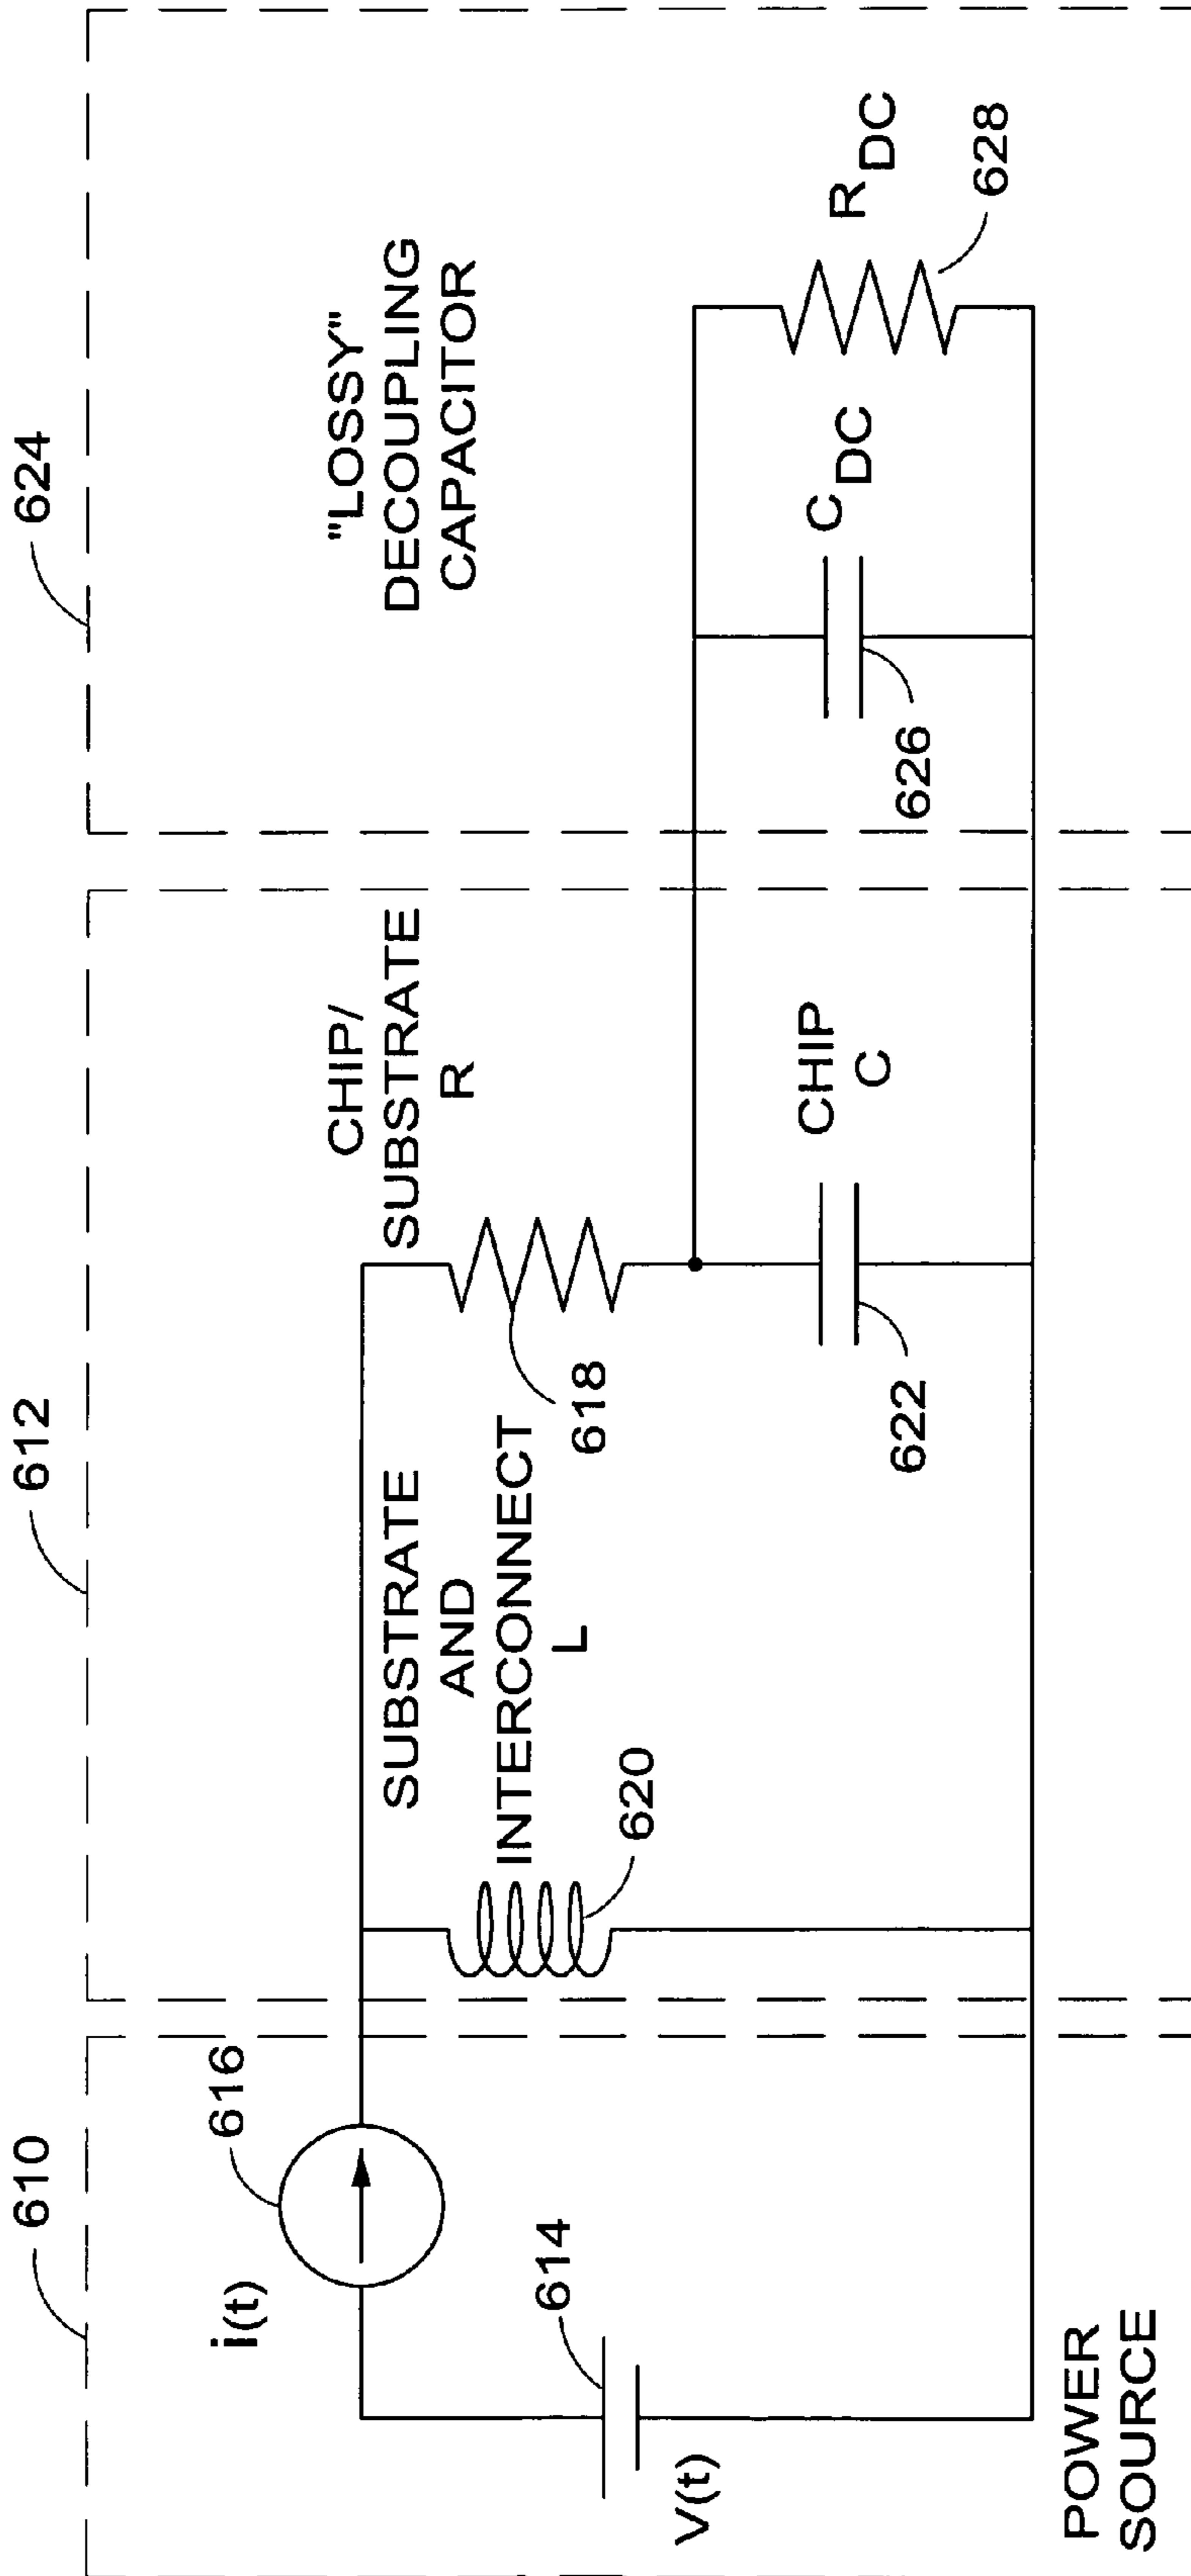 610
612
624
i(t)
616
614
V(t)
POWER
SOURCE
SUBSTRATE
AND
INTERCONNECT
L
620
CHIP/
SUBSTRATE
R
618
CHIP
C
622
"LOSSY"
DECOUPLING
CAPACITOR
C DC
626
R DC
628